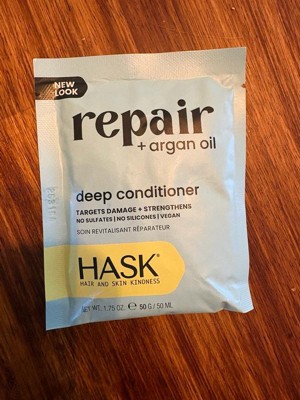 NEW
LOOK
repair
+ argan oil
deep conditioner
TARGETS DAMAGE + STRENGTHENS
NO SULFATES | NO SILICONES | VEGAN
SOIN REVITALISANT RÉPARATEUR
HASK®
HAIR AND SKIN KINDNESS
NET WT. 1.75 OZ. ℮ 50 G / 50 ML